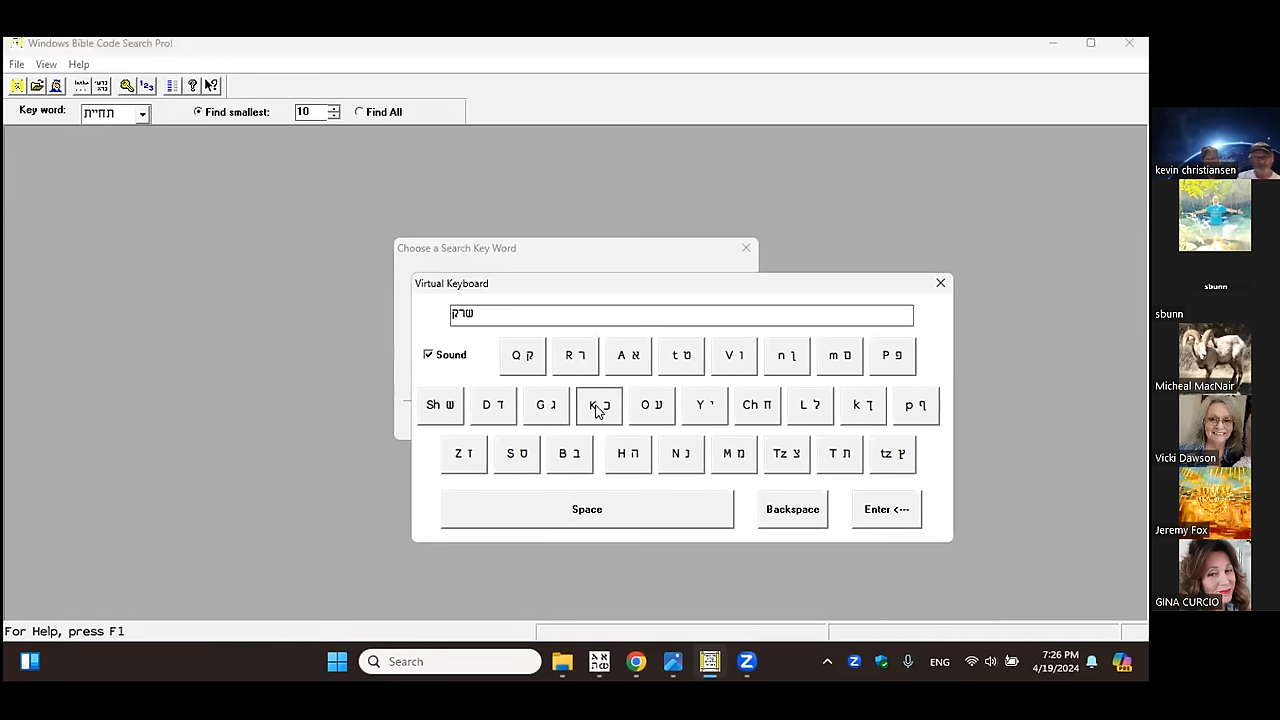 Windows Bible Code Search Pro!
File View Help
Key word: תחיית Find smallest: 10 Find All
Choose a Search Key Word
Virtual Keyboard
שרק
Sound Q ק R ר A א t ט V ו n ן m ם P פ
Sh ש D ד G ג K כ O ע Y י Ch ח L ל k ך p ף
Z ז S ס B ב H ה N נ M מ Tz צ T ת tz ץ
Space Backspace Enter <---
For Help, press F1
Search
ENG
7:26 PM
4/19/2024
kevin christiansen
sbunn
sbunn
Micheal MacNair
Vicki Dawson
Jeremy Fox
GINA CURCIO